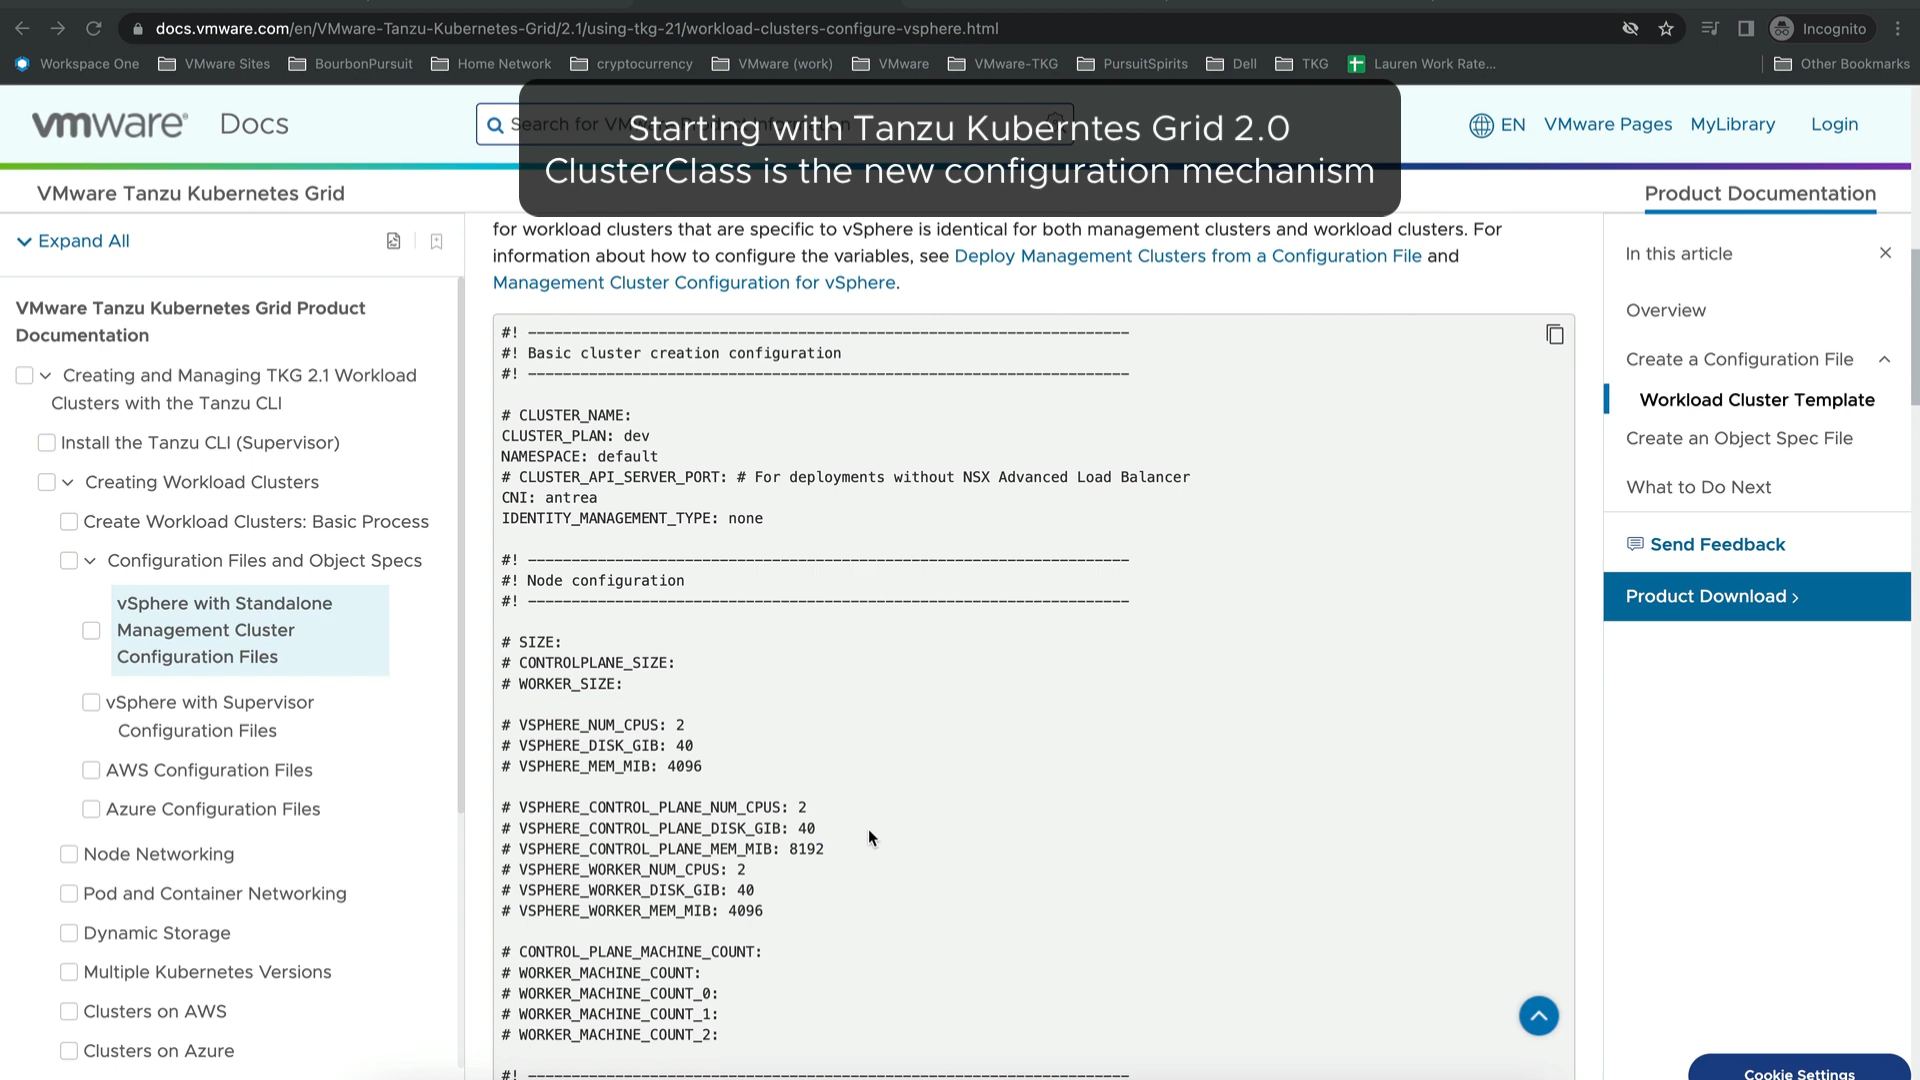 docs.vmware.com/en/VMware-Tanzu-Kubernetes-Grid/2.1/using-tkg-21/workload-clusters-configure-vsphere.html
Incognito
Workspace One
VMware Sites
BourbonPursuit
Home Network
cryptocurrency
VMware (work)
VMware
VMware-TKG
PursuitSpirits
Dell
TKG
Lauren Work Rate...
Other Bookmarks
vmware® Docs
Search for VMware
EN
VMware Pages
MyLibrary
Login
Starting with Tanzu Kuberntes Grid 2.0
ClusterClass is the new configuration mechanism
VMware Tanzu Kubernetes Grid
Product Documentation
Expand All
VMware Tanzu Kubernetes Grid Product
Documentation
Creating and Managing TKG 2.1 Workload
Clusters with the Tanzu CLI
Install the Tanzu CLI (Supervisor)
Creating Workload Clusters
Create Workload Clusters: Basic Process
Configuration Files and Object Specs
vSphere with Standalone
Management Cluster
Configuration Files
vSphere with Supervisor
Configuration Files
AWS Configuration Files
Azure Configuration Files
Node Networking
Pod and Container Networking
Dynamic Storage
Multiple Kubernetes Versions
Clusters on AWS
Clusters on Azure
for workload clusters that are specific to vSphere is identical for both management clusters and workload clusters. For
information about how to configure the variables, see Deploy Management Clusters from a Configuration File and
Management Cluster Configuration for vSphere.
#! ---------------------------------------------------------------------
#! Basic cluster creation configuration
#! ---------------------------------------------------------------------
# CLUSTER_NAME:
CLUSTER_PLAN: dev
NAMESPACE: default
# CLUSTER_API_SERVER_PORT: # For deployments without NSX Advanced Load Balancer
CNI: antrea
IDENTITY_MANAGEMENT_TYPE: none
#! ---------------------------------------------------------------------
#! Node configuration
#! ---------------------------------------------------------------------
# SIZE:
# CONTROLPLANE_SIZE:
# WORKER_SIZE:
# VSPHERE_NUM_CPUS: 2
# VSPHERE_DISK_GIB: 40
# VSPHERE_MEM_MIB: 4096
# VSPHERE_CONTROL_PLANE_NUM_CPUS: 2
# VSPHERE_CONTROL_PLANE_DISK_GIB: 40
# VSPHERE_CONTROL_PLANE_MEM_MIB: 8192
# VSPHERE_WORKER_NUM_CPUS: 2
# VSPHERE_WORKER_DISK_GIB: 40
# VSPHERE_WORKER_MEM_MIB: 4096
# CONTROL_PLANE_MACHINE_COUNT:
# WORKER_MACHINE_COUNT:
# WORKER_MACHINE_COUNT_0:
# WORKER_MACHINE_COUNT_1:
# WORKER_MACHINE_COUNT_2:
#! ---------------------------------------------------------------------
In this article
Overview
Create a Configuration File
Workload Cluster Template
Create an Object Spec File
What to Do Next
Send Feedback
Product Download ›
Cookie Settings